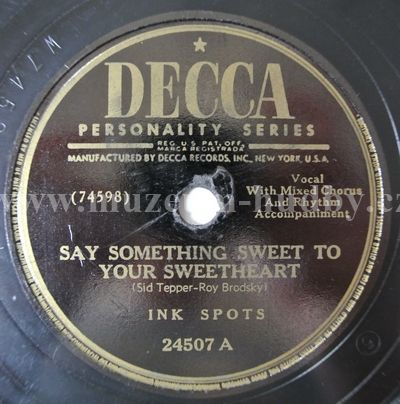 DECCA
PERSONALITY SERIES
REG. U.S. PAT. OFF.
MARCA REGISTRADA
MANUFACTURED BY DECCA RECORDS, INC., NEW YORK, U.S.A.
(74598)
Vocal
With Mixed Chorus
And Rhythm
Accompaniment
SAY SOMETHING SWEET TO
YOUR SWEETHEART
(Sid Tepper-Roy Brodsky)
INK SPOTS
24507 A